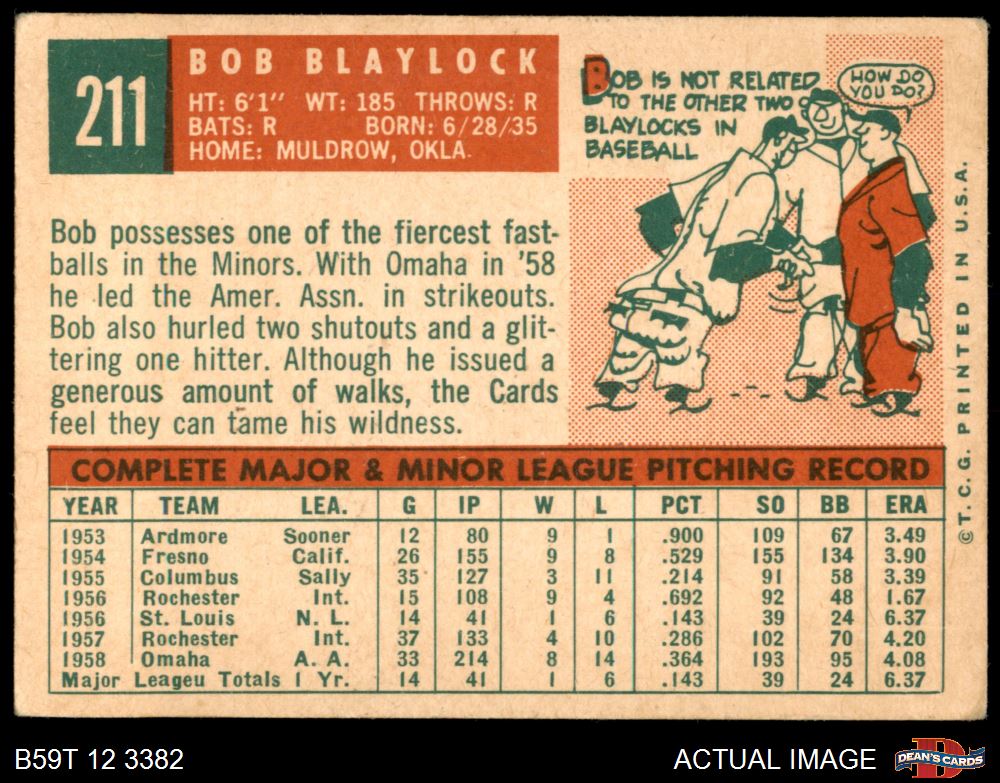 211
BOB BLAYLOCK
HT: 6'1" WT: 185 THROWS: R
BATS: R BORN: 6/28/35
HOME: MULDROW, OKLA.
BOB IS NOT RELATED
TO THE OTHER TWO
BLAYLOCKS IN
BASEBALL
HOW DO
YOU DO?
Bob possesses one of the fiercest fast-
balls in the Minors. With Omaha in '58
he led the Amer. Assn. in strikeouts.
Bob also hurled two shutouts and a glit-
tering one hitter. Although he issued a
generous amount of walks, the Cards
feel they can tame his wildness.
COMPLETE MAJOR & MINOR LEAGUE PITCHING RECORD
YEAR TEAM LEA. G IP W L PCT SO BB ERA
1953 Ardmore Sooner 12 80 9 1 .900 109 67 3.49
1954 Fresno Calif. 26 155 9 8 .529 155 134 3.90
1955 Columbus Sally 35 127 3 11 .214 91 58 3.39
1956 Rochester Int. 15 108 9 4 .692 92 48 1.67
1956 St. Louis N. L. 14 41 1 6 .143 39 24 6.37
1957 Rochester Int. 37 133 4 10 .286 102 70 4.20
1958 Omaha A. A. 33 214 8 14 .364 193 95 4.08
Major Leageu Totals 1 Yr. 14 41 1 6 .143 39 24 6.37
© T. C. G. PRINTED IN U. S. A.
B59T 12 3382
ACTUAL IMAGE
DEAN'S CARDS